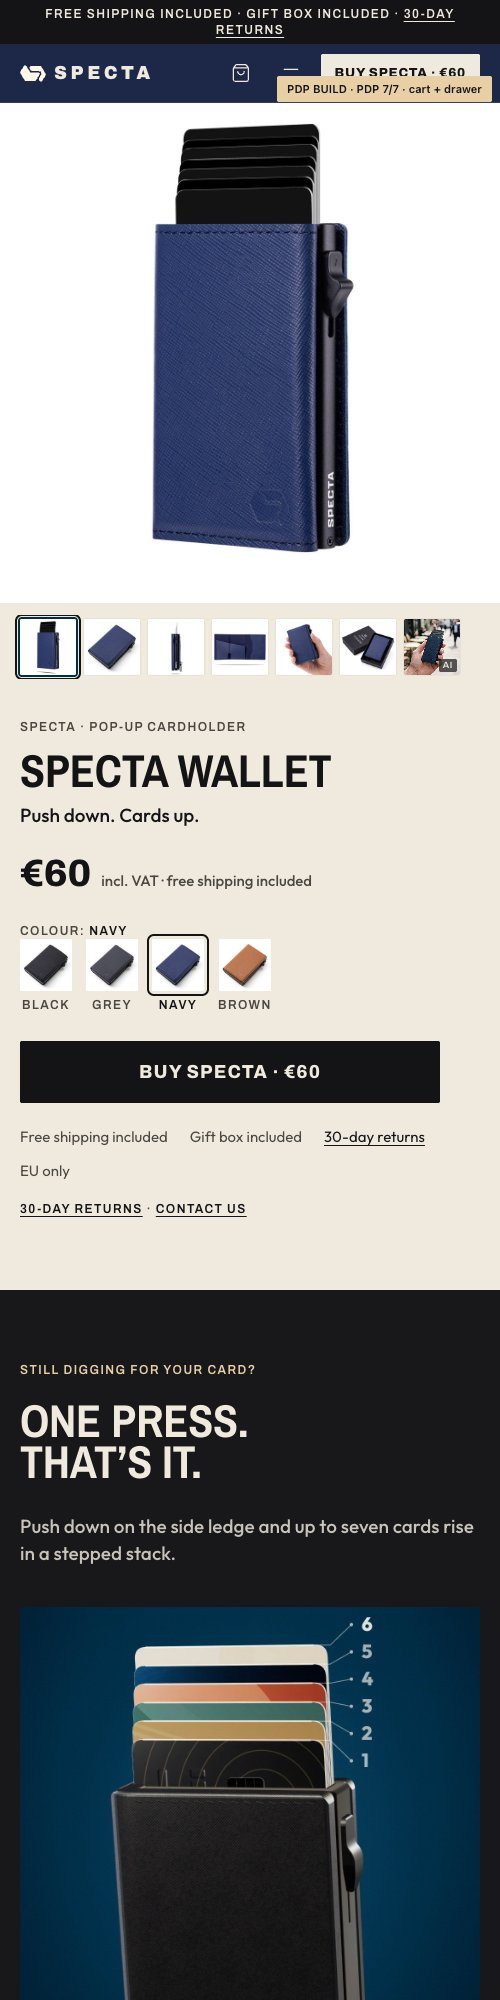 FREE SHIPPING INCLUDED · GIFT BOX INCLUDED · 30-DAY
RETURNS
SPECTA
BUY SPECTA · €60
PDP BUILD · PDP 7/7 · cart + drawer
SPECTA
AI
SPECTA · POP-UP CARDHOLDER
SPECTA WALLET
Push down. Cards up.
€60 incl. VAT · free shipping included
COLOUR: NAVY
BLACK GREY NAVY BROWN
BUY SPECTA · €60
Free shipping included Gift box included 30-day returns
EU only
30-DAY RETURNS · CONTACT US
STILL DIGGING FOR YOUR CARD?
ONE PRESS.
THAT’S IT.
Push down on the side ledge and up to seven cards rise
in a stepped stack.
6
5
4
3
2
1